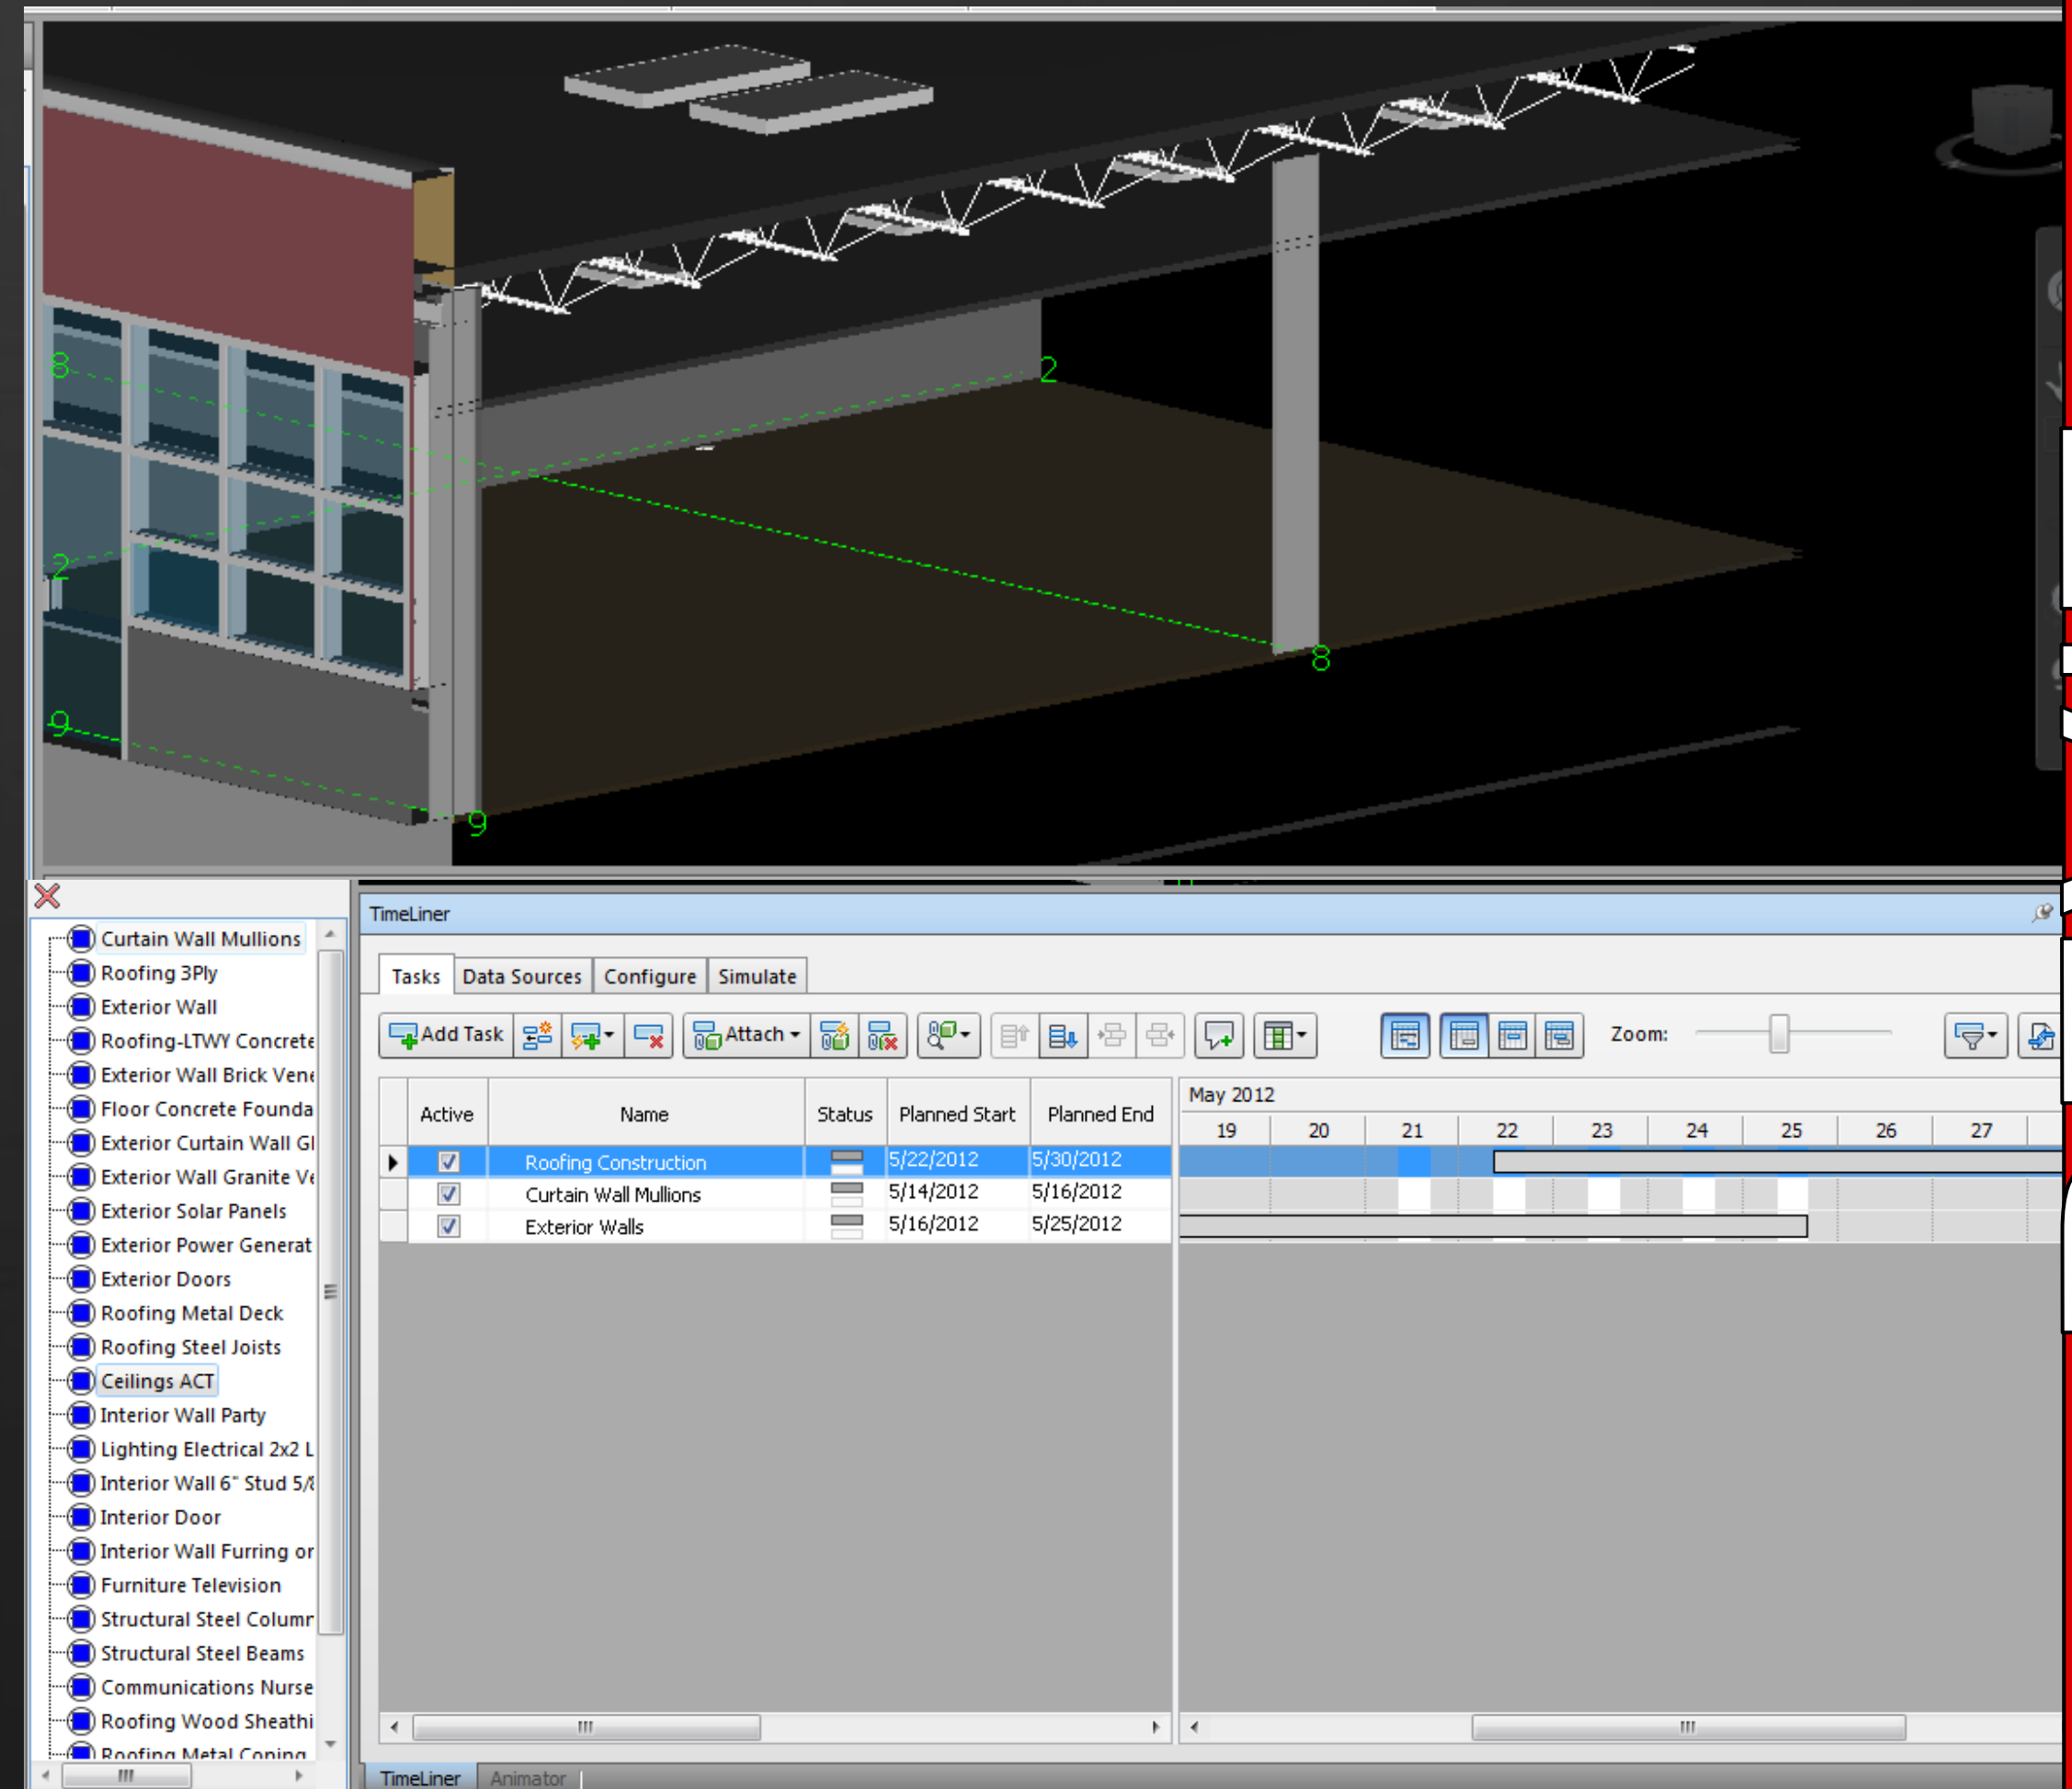 8
2
2
8
9
9
Curtain Wall Mullions
Roofing 3Ply
Exterior Wall
Roofing-LTWY Concrete
Exterior Wall Brick Vene
Floor Concrete Founda
Exterior Curtain Wall Gl
Exterior Wall Granite Ve
Exterior Solar Panels
Exterior Power Generat
Exterior Doors
Roofing Metal Deck
Roofing Steel Joists
Ceilings ACT
Interior Wall Party
Lighting Electrical 2x2 L
Interior Wall 6" Stud 5/8
Interior Door
Interior Wall Furring or
Furniture Television
Structural Steel Column
Structural Steel Beams
Communications Nurse
Roofing Wood Sheathi
Roofing Metal Coping
TimeLiner
Tasks Data Sources Configure Simulate
Add Task Attach Zoom:
Active Name Status Planned Start Planned End
May 2012
19 20 21 22 23 24 25 26 27
Roofing Construction 5/22/2012 5/30/2012
Curtain Wall Mullions 5/14/2012 5/16/2012
Exterior Walls 5/16/2012 5/25/2012
TimeLiner Animator